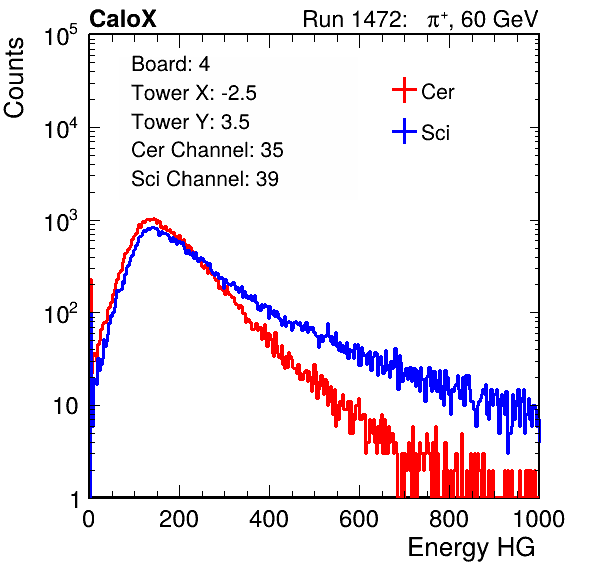 CaloX Run 1472: π⁺, 60 GeV
Counts
10⁵
10⁴
10³
10²
10
1
Board: 4
Tower X: -2.5
Tower Y: 3.5
Cer Channel: 35
Sci Channel: 39
Cer
Sci
0 200 400 600 800 1000
Energy HG